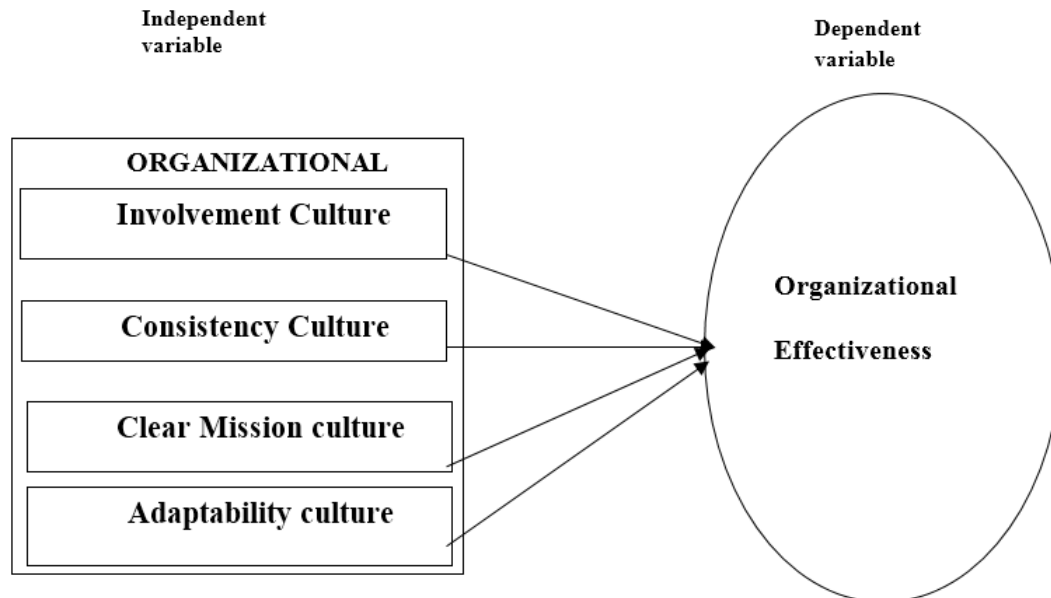 Independent
variable
Dependent
variable
ORGANIZATIONAL
Involvement Culture
Consistency Culture
Clear Mission culture
Adaptability culture
Organizational
Effectiveness